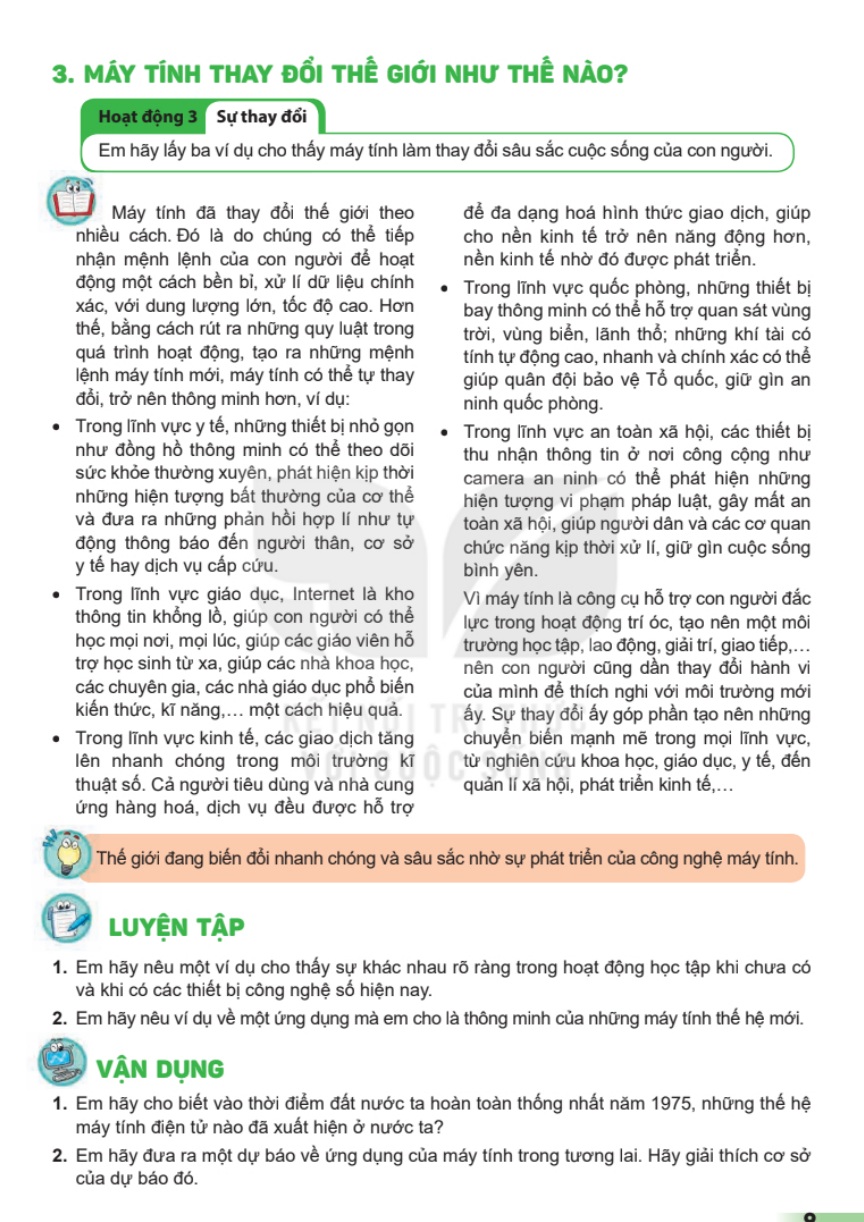 3. MÁY TÍNH THAY ĐỔI THẾ GIỚI NHƯ THẾ NÀO?
Hoạt động 3 Sự thay đổi
Em hãy lấy ba ví dụ cho thấy máy tính làm thay đổi sâu sắc cuộc sống của con người.
Máy tính đã thay đổi thế giới theo
nhiều cách. Đó là do chúng có thể tiếp
nhận mệnh lệnh của con người để hoạt
động một cách bền bỉ, xử lí dữ liệu chính
xác, với dung lượng lớn, tốc độ cao. Hơn
thế, bằng cách rút ra những quy luật trong
quá trình hoạt động, tạo ra những mệnh
lệnh máy tính mới, máy tính có thể tự thay
đổi, trở nên thông minh hơn, ví dụ:
• Trong lĩnh vực y tế, những thiết bị nhỏ gọn
như đồng hồ thông minh có thể theo dõi
sức khỏe thường xuyên, phát hiện kịp thời
những hiện tượng bất thường của cơ thể
và đưa ra những phản hồi hợp lí như tự
động thông báo đến người thân, cơ sở
y tế hay dịch vụ cấp cứu.
• Trong lĩnh vực giáo dục, Internet là kho
thông tin khổng lồ, giúp con người có thể
học mọi nơi, mọi lúc, giúp các giáo viên hỗ
trợ học sinh từ xa, giúp các nhà khoa học,
các chuyên gia, các nhà giáo dục phổ biến
kiến thức, kĩ năng,... một cách hiệu quả.
• Trong lĩnh vực kinh tế, các giao dịch tăng
lên nhanh chóng trong môi trường kĩ
thuật số. Cả người tiêu dùng và nhà cung
ứng hàng hoá, dịch vụ đều được hỗ trợ
để đa dạng hoá hình thức giao dịch, giúp
cho nền kinh tế trở nên năng động hơn,
nền kinh tế nhờ đó được phát triển.
• Trong lĩnh vực quốc phòng, những thiết bị
bay thông minh có thể hỗ trợ quan sát vùng
trời, vùng biển, lãnh thổ; những khí tài có
tính tự động cao, nhanh và chính xác có thể
giúp quân đội bảo vệ Tổ quốc, giữ gìn an
ninh quốc phòng.
• Trong lĩnh vực an toàn xã hội, các thiết bị
thu nhận thông tin ở nơi công cộng như
camera an ninh có thể phát hiện những
hiện tượng vi phạm pháp luật, gây mất an
toàn xã hội, giúp người dân và các cơ quan
chức năng kịp thời xử lí, giữ gìn cuộc sống
bình yên.
Vì máy tính là công cụ hỗ trợ con người đắc
lực trong hoạt động trí óc, tạo nên một môi
trường học tập, lao động, giải trí, giao tiếp,...
nên con người cũng dần thay đổi hành vi
của mình để thích nghi với môi trường mới
ấy. Sự thay đổi ấy góp phần tạo nên những
chuyển biến mạnh mẽ trong mọi lĩnh vực,
từ nghiên cứu khoa học, giáo dục, y tế, đến
quản lí xã hội, phát triển kinh tế,...
KẾT NỐI TRI THỨC
VỚI CUỘC SỐNG
Thế giới đang biến đổi nhanh chóng và sâu sắc nhờ sự phát triển của công nghệ máy tính.
LUYỆN TẬP
1. Em hãy nêu một ví dụ cho thấy sự khác nhau rõ ràng trong hoạt động học tập khi chưa có
và khi có các thiết bị công nghệ số hiện nay.
2. Em hãy nêu ví dụ về một ứng dụng mà em cho là thông minh của những máy tính thế hệ mới.
VẬN DỤNG
1. Em hãy cho biết vào thời điểm đất nước ta hoàn toàn thống nhất năm 1975, những thế hệ
máy tính điện tử nào đã xuất hiện ở nước ta?
2. Em hãy đưa ra một dự báo về ứng dụng của máy tính trong tương lai. Hãy giải thích cơ sở
của dự báo đó.